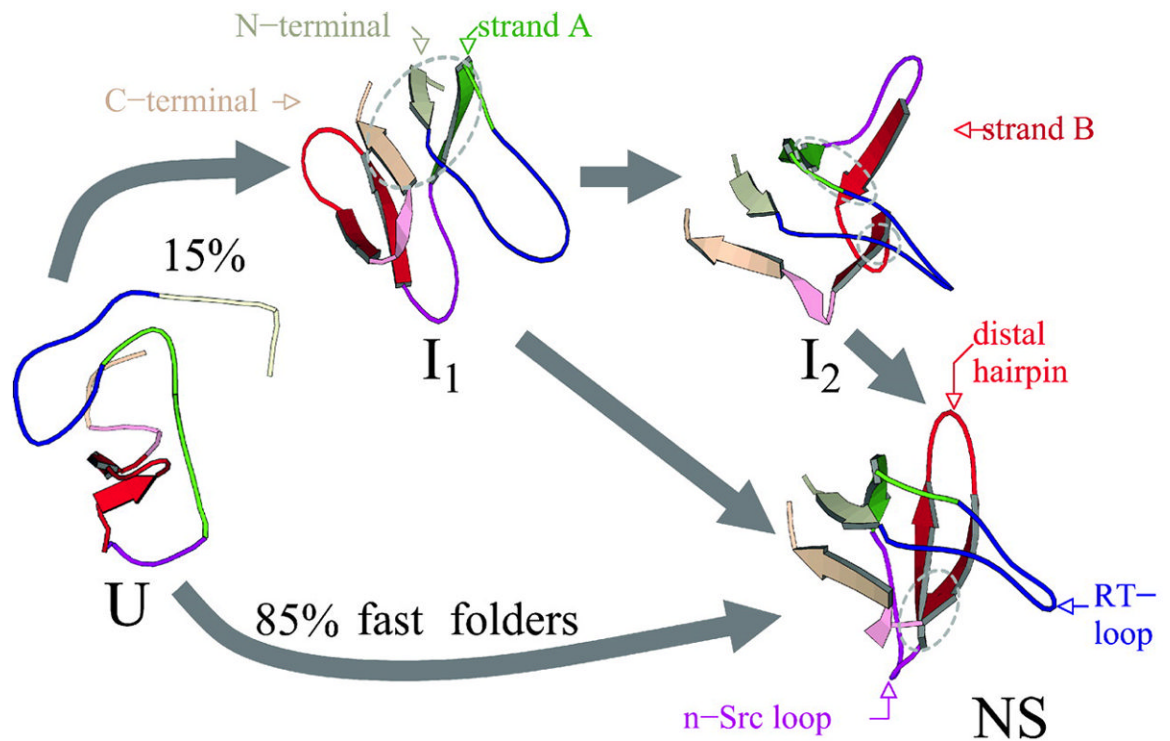 N−terminal
strand A
C−terminal
strand B
15%
I1
I2
distal
hairpin
U
85% fast folders
RT−
loop
n−Src loop
NS